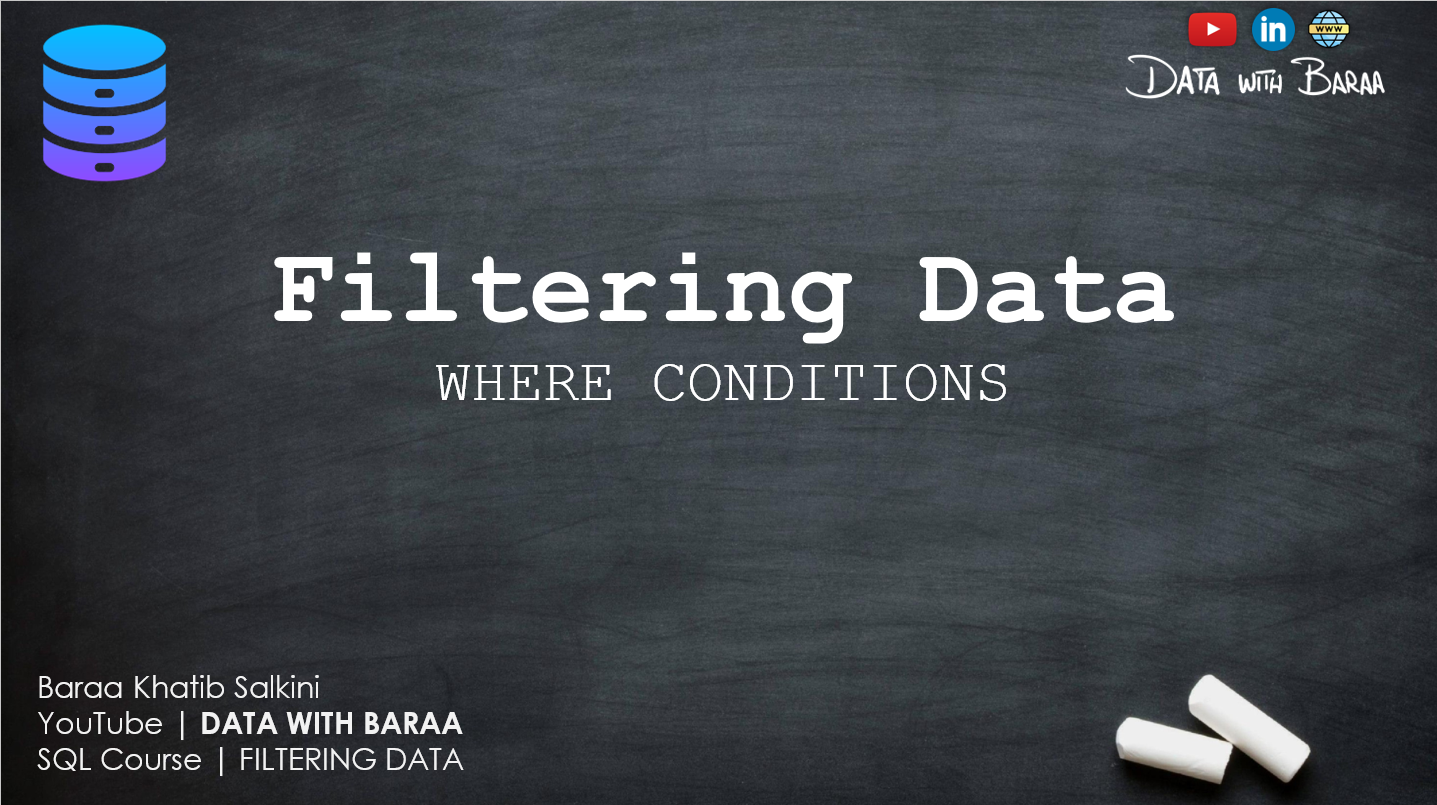 in
www
DATA WITH BARAA
Filtering Data
WHERE CONDITIONS
Baraa Khatib Salkini
YouTube | DATA WITH BARAA
SQL Course | FILTERING DATA